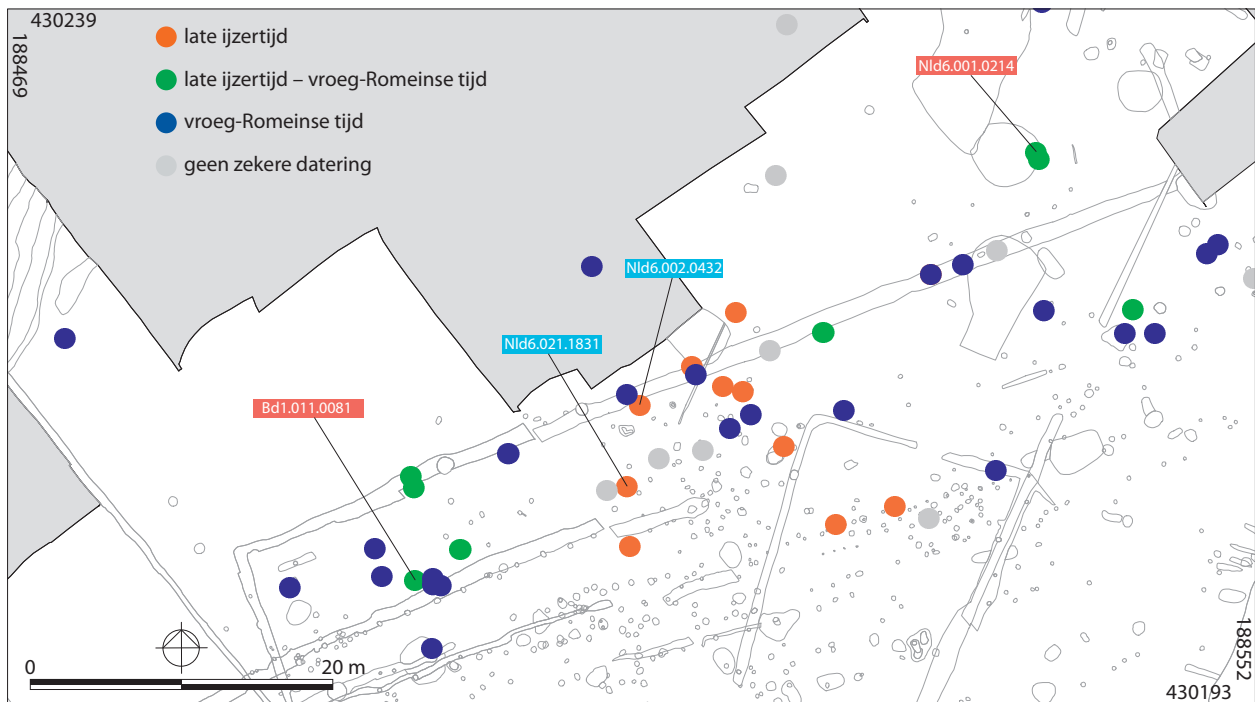 430239
188469
late ijzertijd
late ijzertijd – vroeg-Romeinse tijd
vroeg-Romeinse tijd
geen zekere datering
Nld6.001.0214
Nld6.002.0432
Nld6.021.1831
Bd1.011.0081
0
20 m
188552
430193